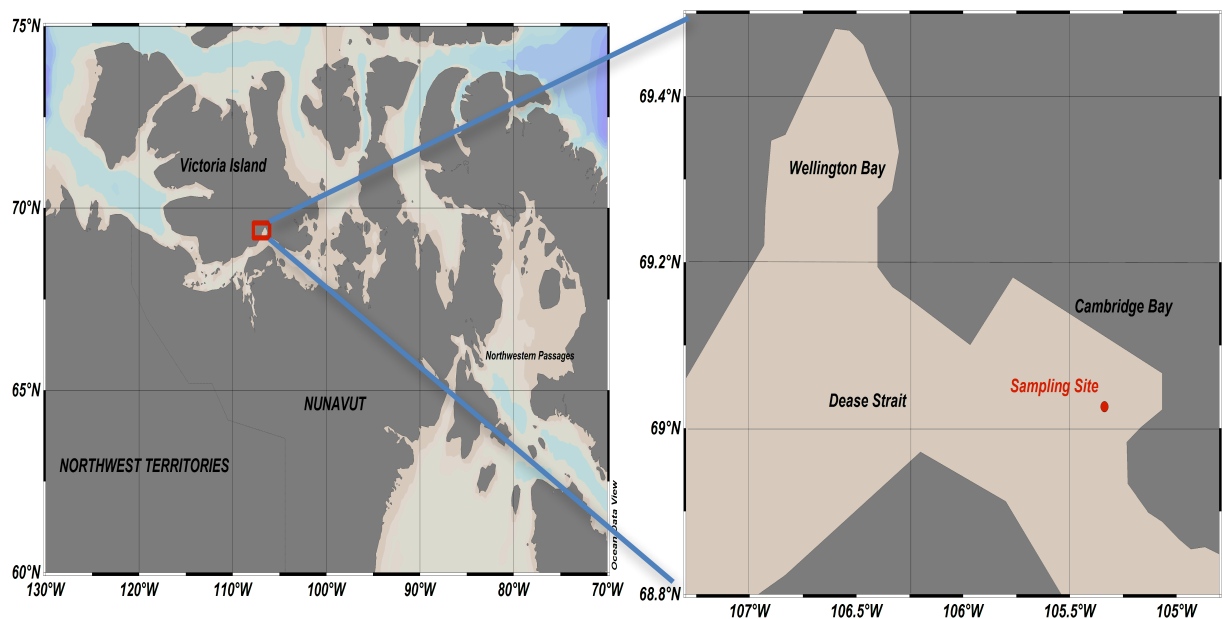 75°N
70°N
65°N
60°N
130°W
120°W
110°W
100°W
90°W
80°W
70°W
Victoria Island
Northwestern Passages
NUNAVUT
NORTHWEST TERRITORIES
Ocean Data View
69.4°N
69.2°N
69°N
68.8°N
107°W
106.5°W
106°W
105.5°W
105°W
Wellington Bay
Cambridge Bay
Sampling Site
Dease Strait